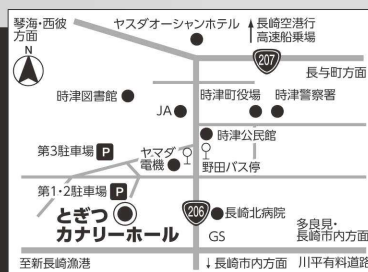 琴海・西彼
方面
N
ヤスダオーシャンホテル
長崎空港行
高速船乗場
207
長与町方面
時津図書館
JA
時津町役場
時津警察署
時津公民館
第3駐車場 P
ヤマダ
電機
野田バス停
第1・2駐車場 P
とぎつ
カナリーホール
206
長崎北病院
GS
多良見・
長崎市内方面
至新長崎漁港
↓長崎市内方面
川平有料道路